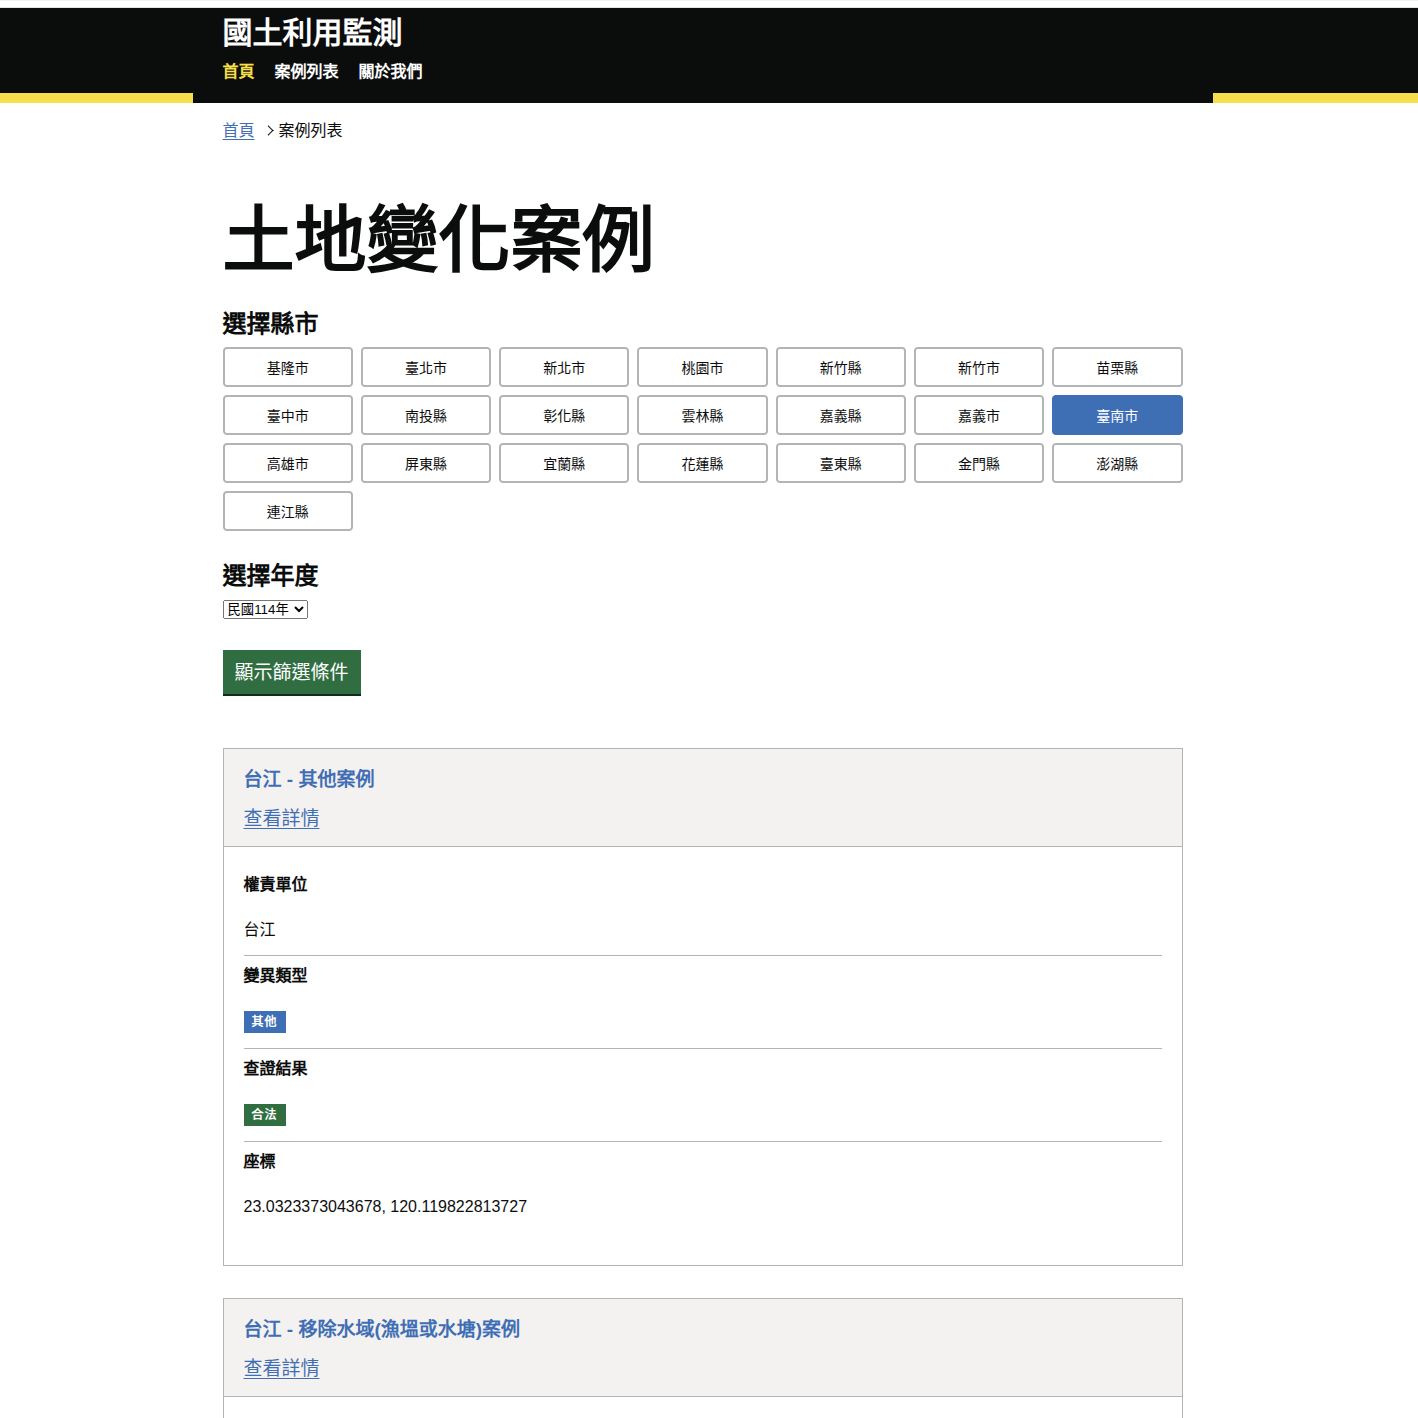 國土利用監測
首頁 案例列表 關於我們
首頁 案例列表
土地變化案例
選擇縣市
基隆市 臺北市 新北市 桃園市 新竹縣 新竹市 苗栗縣
臺中市 南投縣 彰化縣 雲林縣 嘉義縣 嘉義市 臺南市
高雄市 屏東縣 宜蘭縣 花蓮縣 臺東縣 金門縣 澎湖縣
連江縣
選擇年度
民國114年
顯示篩選條件
台江 - 其他案例
查看詳情
權責單位
台江
變異類型
其他
查證結果
合法
座標
23.0323373043678, 120.119822813727
台江 - 移除水域(漁塭或水塘)案例
查看詳情